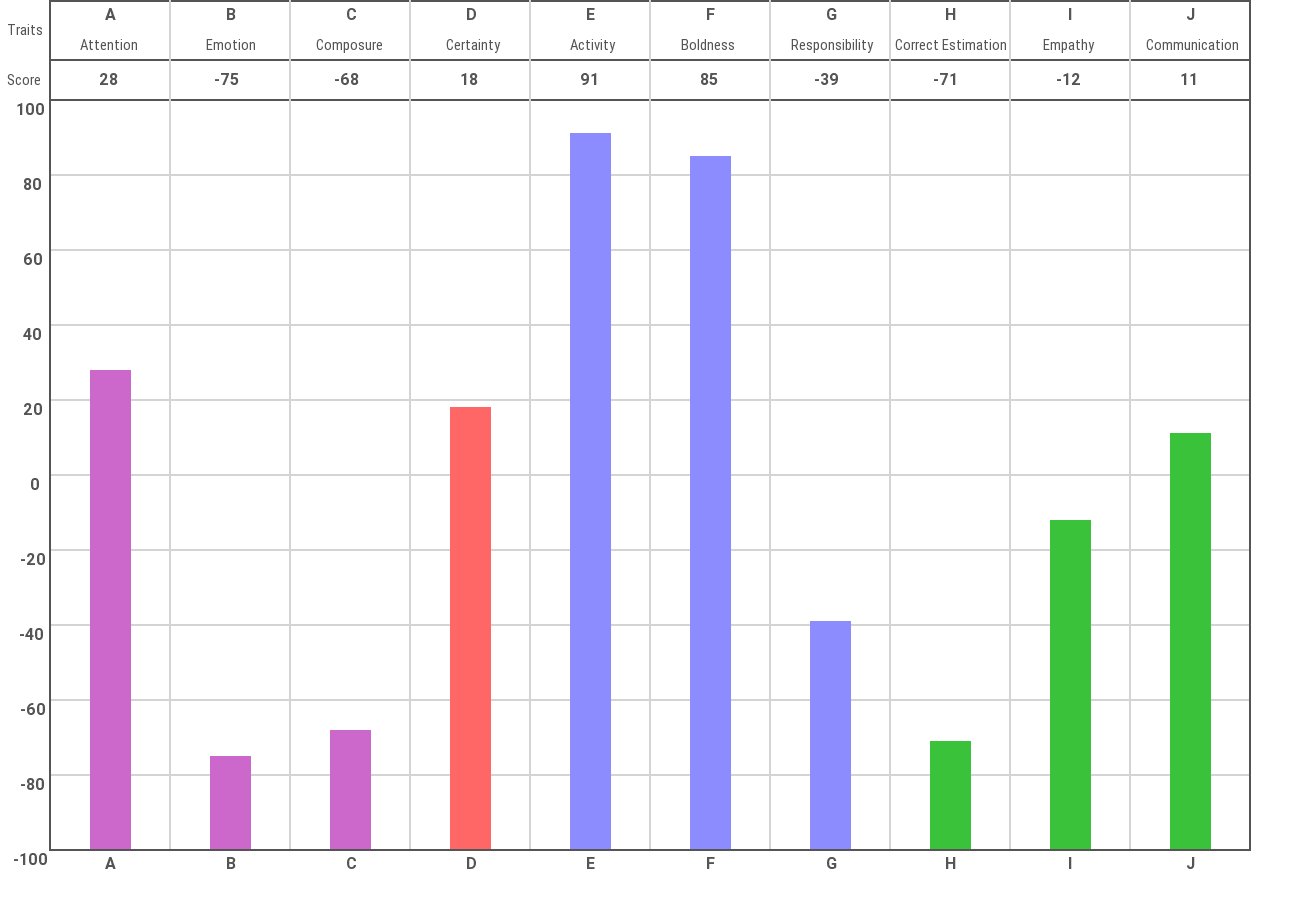 Traits A B C D E F G H I J
Attention Emotion Composure Certainty Activity Boldness Responsibility Correct Estimation Empathy Communication
Score 28 -75 -68 18 91 85 -39 -71 -12 11
100
80
60
40
20
0
-20
-40
-60
-80
-100
A B C D E F G H I J